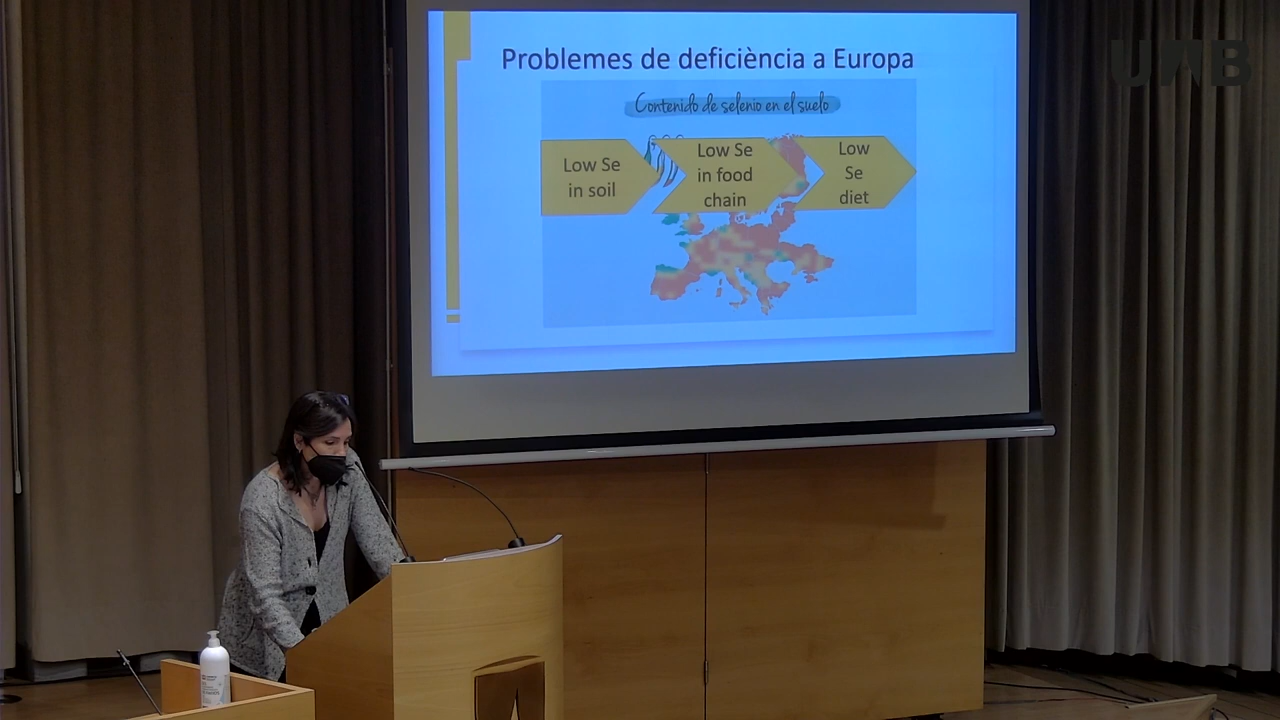 Problemes de deficiència a Europa
Contenido de selenio en el suelo
Low Se
in soil
Low Se
in food
chain
Low
Se
diet
UAB